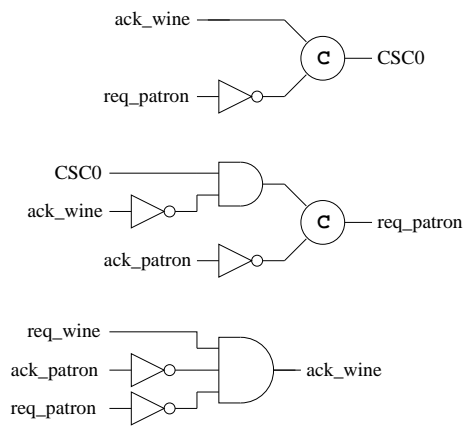 ack_wine
C
CSC0
req_patron
CSC0
ack_wine
C
req_patron
ack_patron
req_wine
ack_patron
ack_wine
req_patron